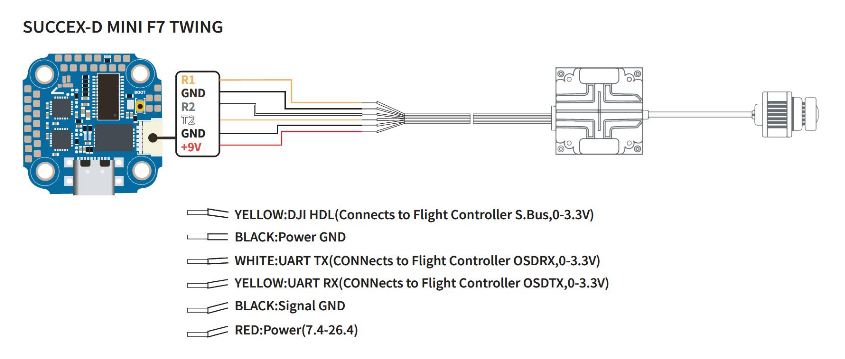 SUCCEX-D MINI F7 TWING
R1
GND
R2
T2
GND
+9V
BOOT
YELLOW:DJI HDL(Connects to Flight Controller S.Bus,0-3.3V)
BLACK:Power GND
WHITE:UART TX(CONNects to Flight Controller OSDRX,0-3.3V)
YELLOW:UART RX(CONNects to Flight Controller OSDTX,0-3.3V)
BLACK:Signal GND
RED:Power(7.4-26.4)